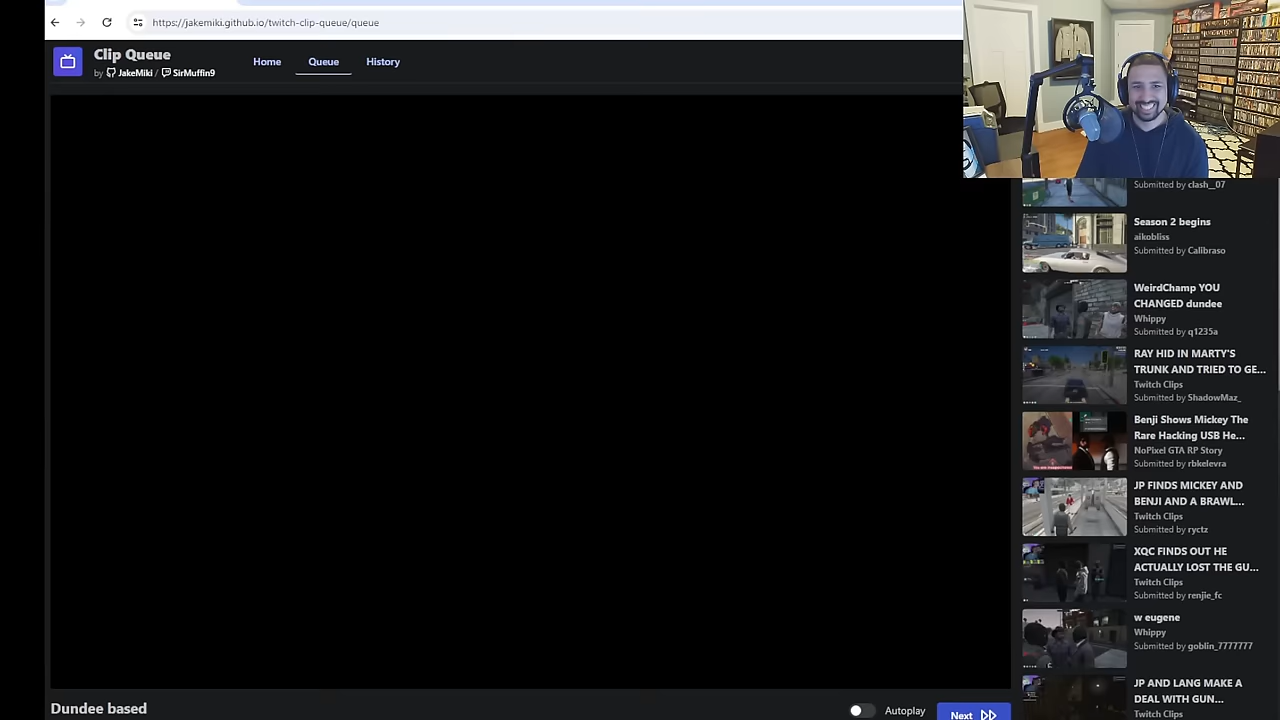 https://jakemiki.github.io/twitch-clip-queue/queue
Clip Queue
by JakeMiki / SirMuffin9
Home
Queue
History
Submitted by clash__07
Season 2 begins
aikobliss
Submitted by Calibraso
WeirdChamp YOU
CHANGED dundee
Whippy
Submitted by q1235a
RAY HID IN MARTY'S
TRUNK AND TRIED TO GE...
Twitch Clips
Submitted by ShadowMaz_
Benji Shows Mickey The
Rare Hacking USB He...
NoPixel GTA RP Story
Submitted by rbkelevra
JP FINDS MICKEY AND
BENJI AND A BRAWL...
Twitch Clips
Submitted by ryctz
XQC FINDS OUT HE
ACTUALLY LOST THE GU...
Twitch Clips
Submitted by renjie_fc
w eugene
Whippy
Submitted by goblin_7777777
JP AND LANG MAKE A
DEAL WITH GUN...
Twitch Clips
Dundee based
Autoplay
Next